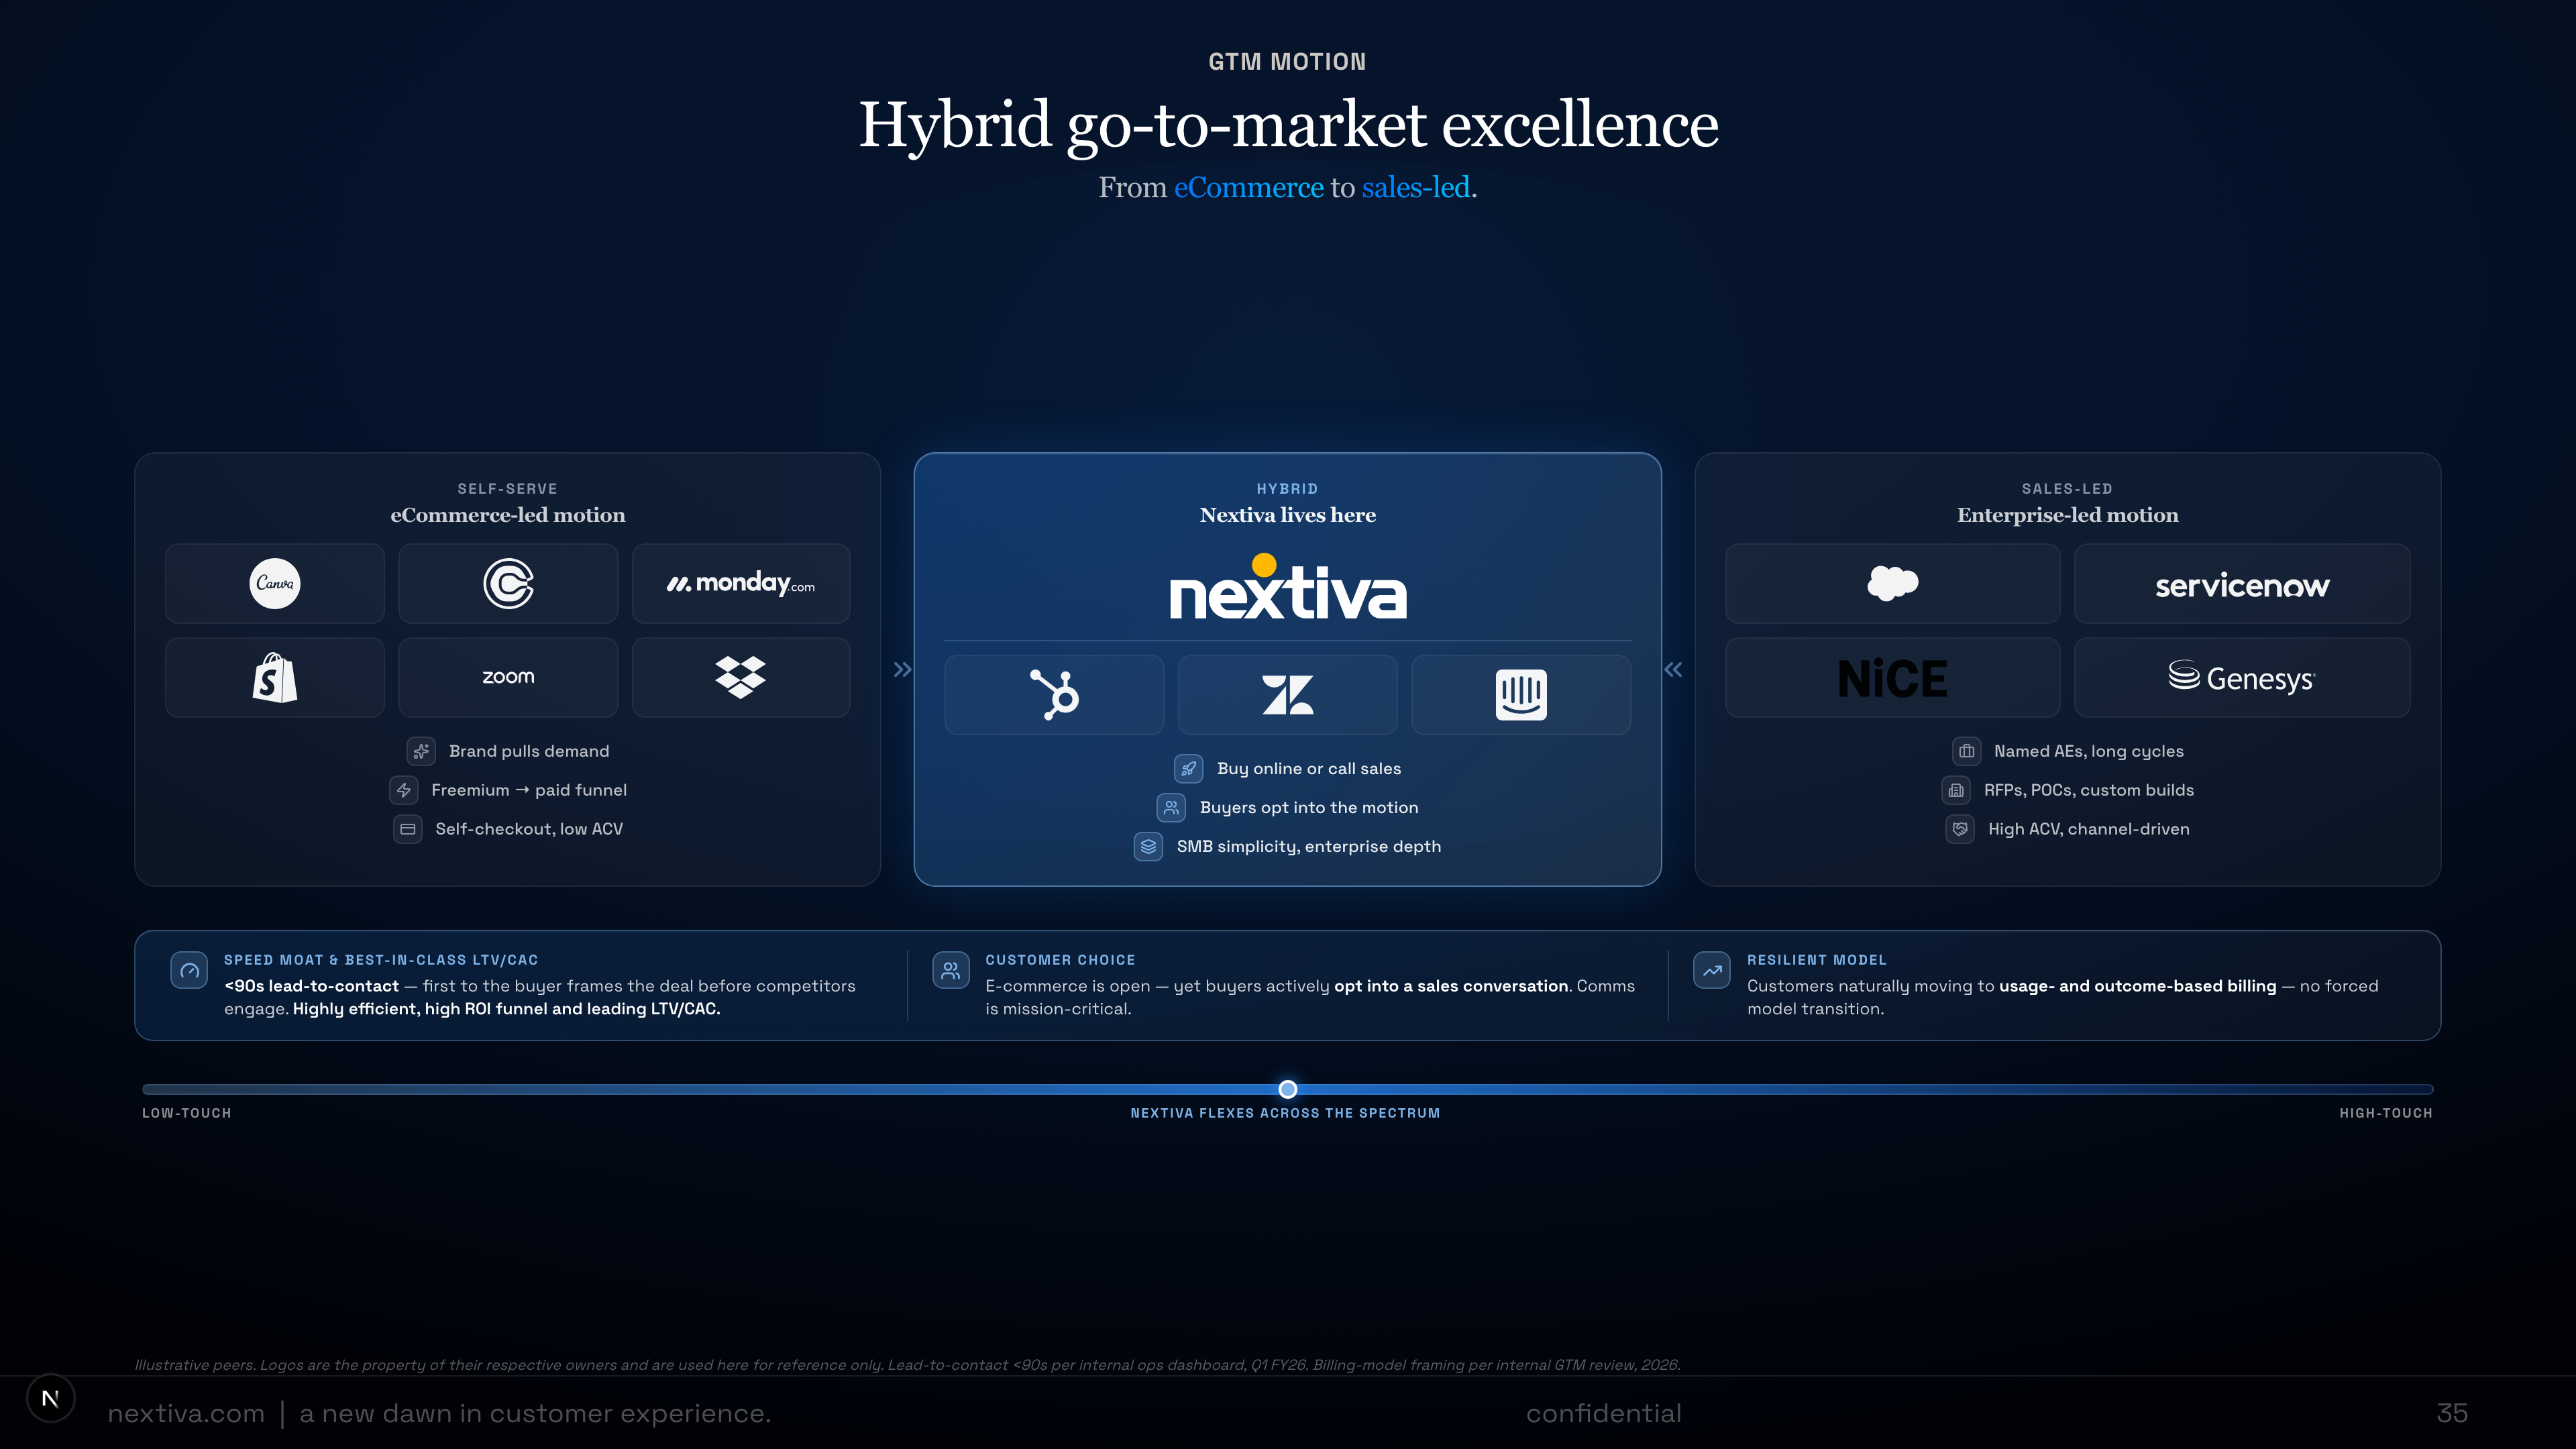 GTM MOTION
Hybrid go-to-market excellence
From eCommerce to sales-led.
SELF-SERVE
eCommerce-led motion
Canva
monday.com
S
zoom
Brand pulls demand
Freemium → paid funnel
Self-checkout, low ACV
HYBRID
Nextiva lives here
nextiva
Buy online or call sales
Buyers opt into the motion
SMB simplicity, enterprise depth
SALES-LED
Enterprise-led motion
servicenow
NiCE
Genesys
Named AEs, long cycles
RFPs, POCs, custom builds
High ACV, channel-driven
SPEED MOAT & BEST-IN-CLASS LTV/CAC
<90s lead-to-contact — first to the buyer frames the deal before competitors
engage. Highly efficient, high ROI funnel and leading LTV/CAC.
CUSTOMER CHOICE
E-commerce is open — yet buyers actively opt into a sales conversation. Comms
is mission-critical.
RESILIENT MODEL
Customers naturally moving to usage- and outcome-based billing — no forced
model transition.
LOW-TOUCH
NEXTIVA FLEXES ACROSS THE SPECTRUM
HIGH-TOUCH
Illustrative peers. Logos are the property of their respective owners and are used here for reference only. Lead-to-contact <90s per internal ops dashboard, Q1 FY26. Billing-model framing per internal GTM review, 2026.
N
nextiva.com | a new dawn in customer experience.
confidential
35